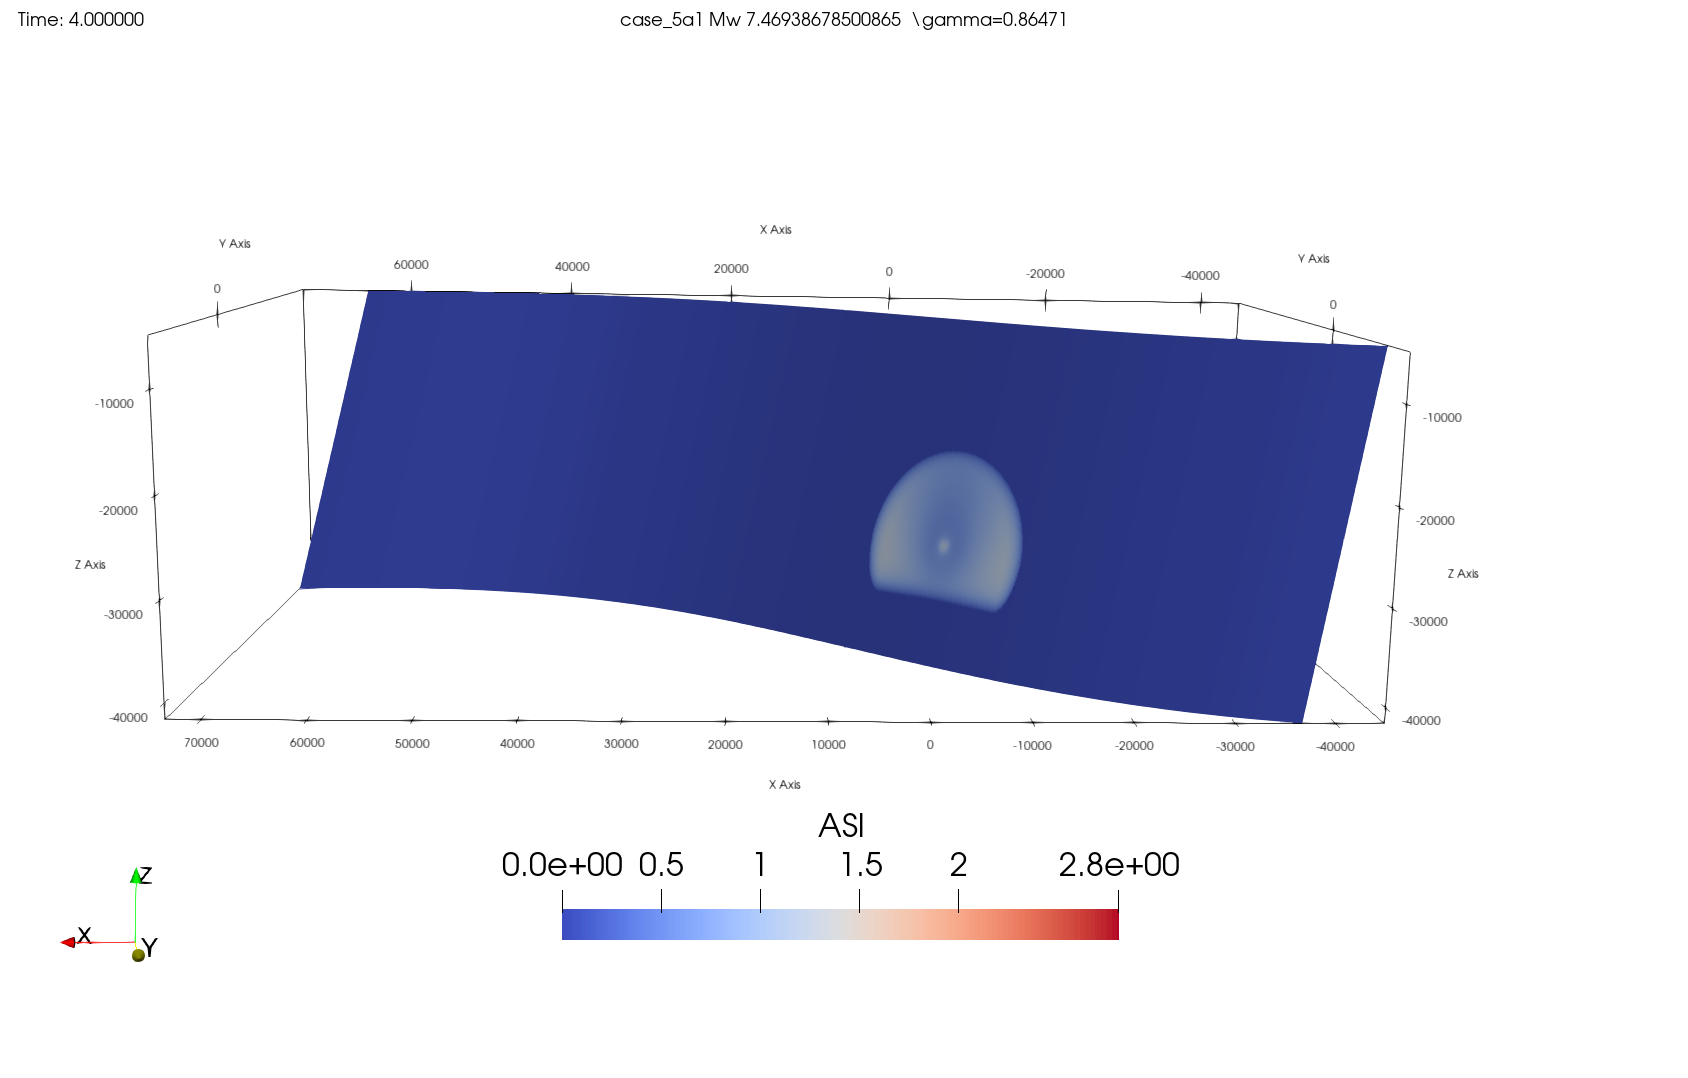 Time: 4.000000
case_5a1 Mw 7.46938678500865 \gamma=0.86471
X Axis
Y Axis
Y Axis
60000 40000 20000 0 -20000 -40000
0
0
-10000
-20000
Z Axis
-30000
-40000
-10000
-20000
Z Axis
-30000
-40000
70000 60000 50000 40000 30000 20000 10000 0 -10000 -20000 -30000 -40000
X Axis
ASI
0.0e+00 0.5 1 1.5 2 2.8e+00
Z
X
Y